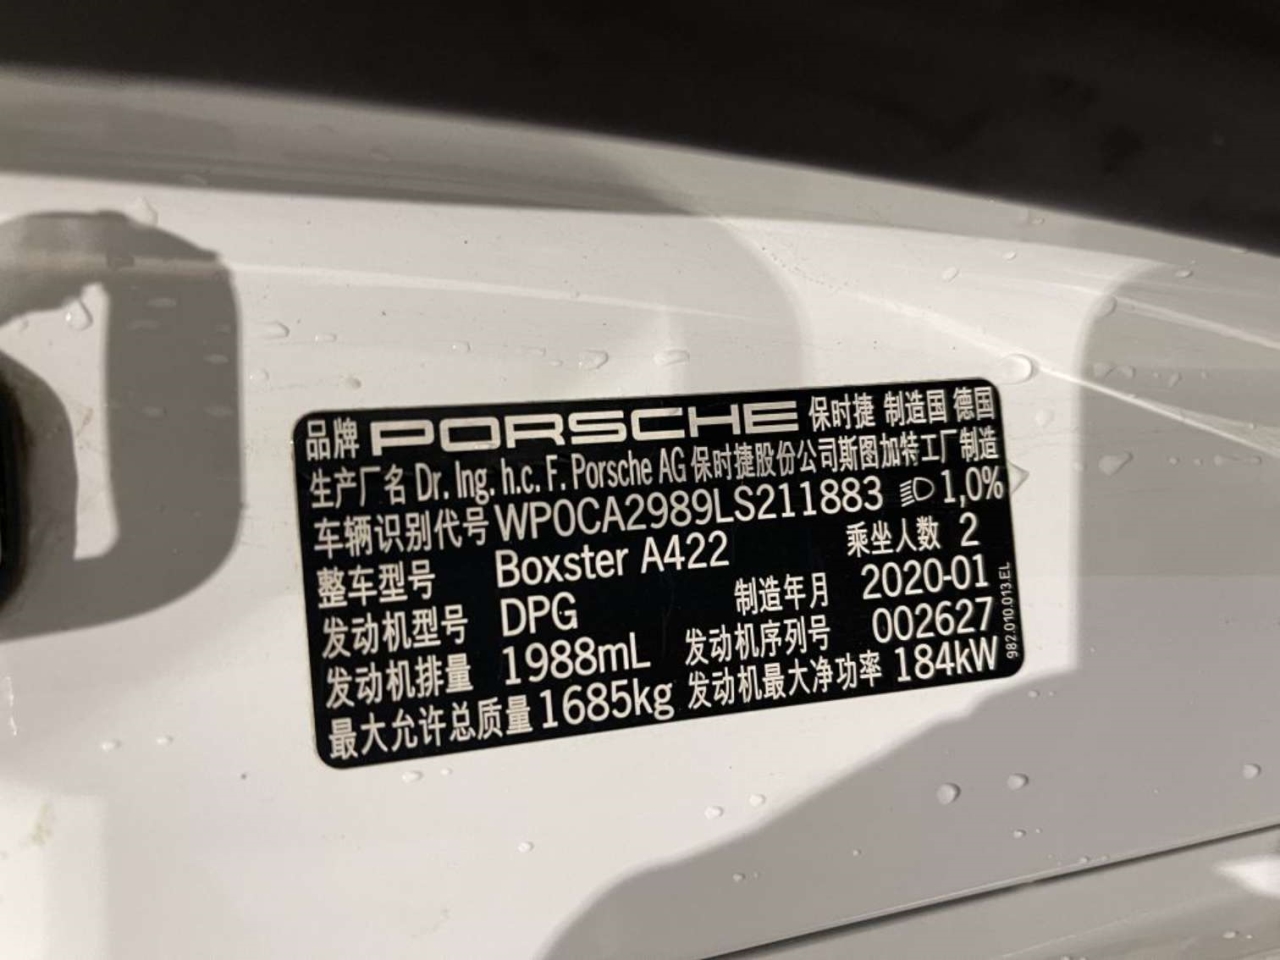 品牌 PORSCHE 保时捷 制造国 德国
生产厂名 Dr. Ing. h.c. F. Porsche AG 保时捷股份公司斯图加特工厂制造
车辆识别代号 WP0CA2989LS211883 1,0%
整车型号 Boxster A422 乘坐人数 2
发动机型号 DPG 制造年月 2020-01
发动机排量 1988mL 发动机序列号 002627
最大允许总质量 1685kg 发动机最大净功率 184kW
982.010.013.EL